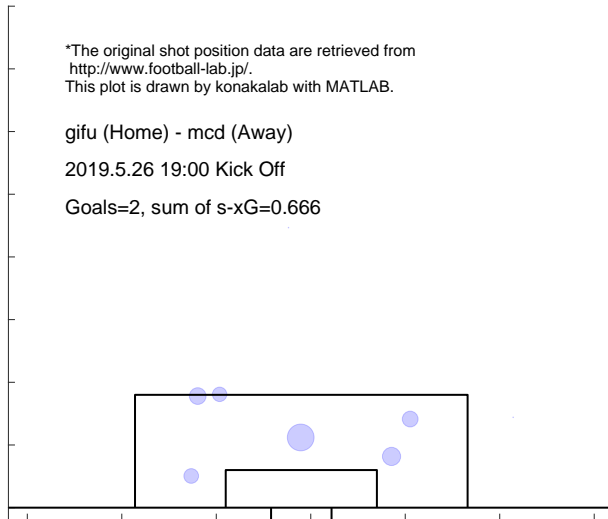 *The original shot position data are retrieved from
http://www.football-lab.jp/.
This plot is drawn by konakalab with MATLAB.
gifu (Home) - mcd (Away)
2019.5.26 19:00 Kick Off
Goals=2, sum of s-xG=0.666